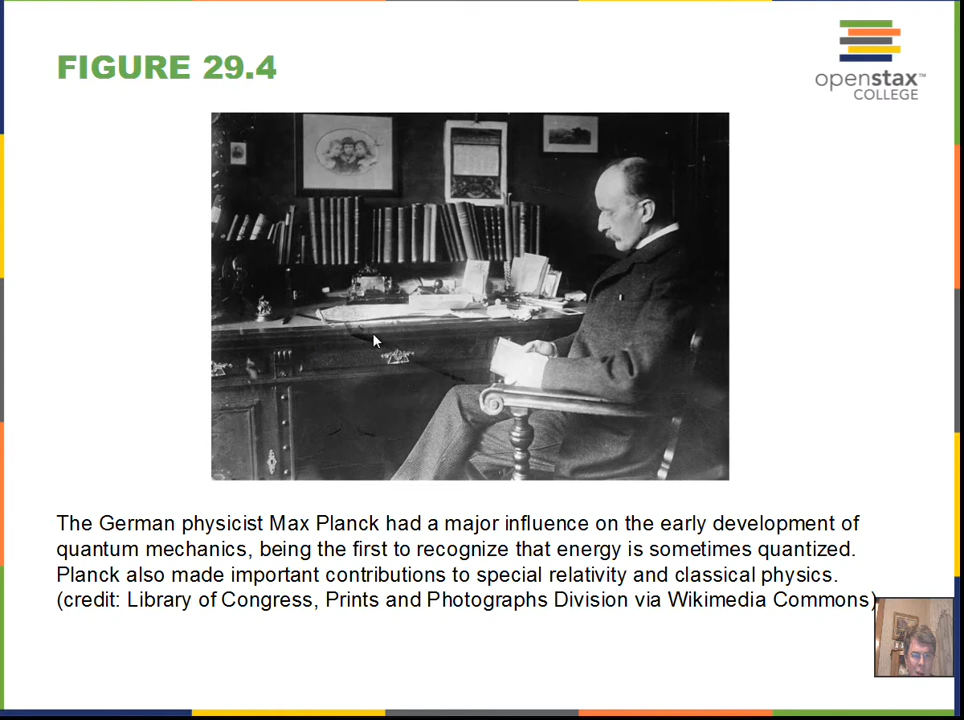 FIGURE 29.4
openstax™
COLLEGE
The German physicist Max Planck had a major influence on the early development of
quantum mechanics, being the first to recognize that energy is sometimes quantized.
Planck also made important contributions to special relativity and classical physics.
(credit: Library of Congress, Prints and Photographs Division via Wikimedia Commons)